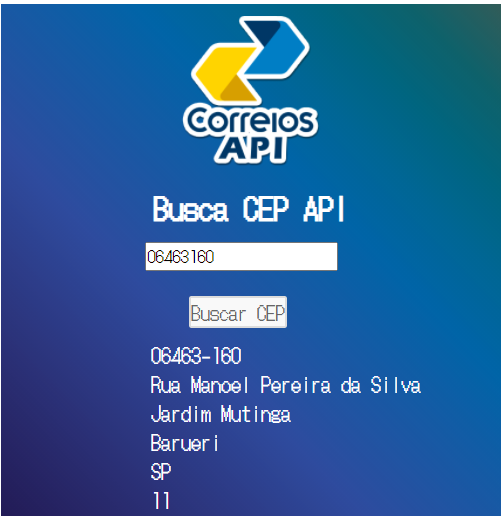 Correios
API
Busca CEP API
06463160
Buscar CEP
06463-160
Rua Manoel Pereira da Silva
Jardim Mutinga
Barueri
SP
11